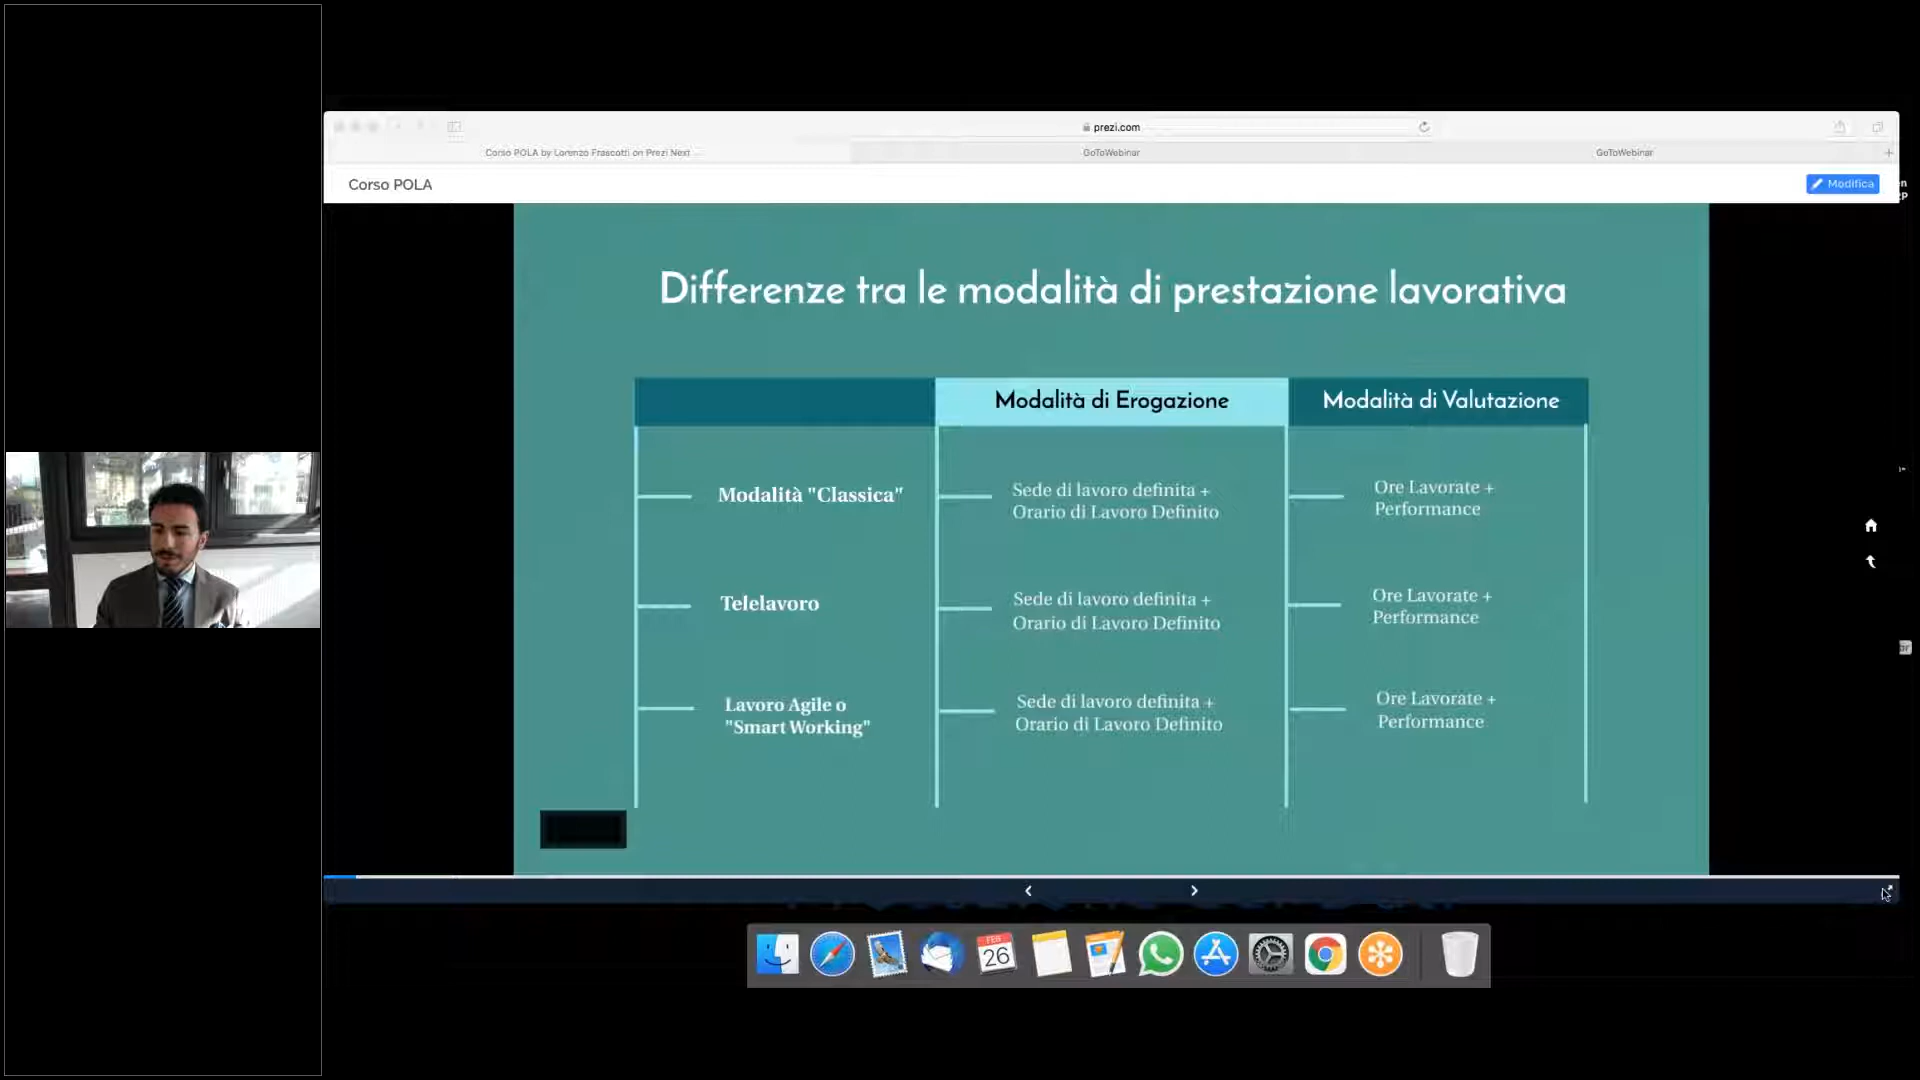 prezi.com
Corso POLA by Lorenzo Frascotti on Prezi Next
GoToWebinar
GoToWebinar
Corso POLA
Modifica
Differenze tra le modalità di prestazione lavorativa
Modalità di Erogazione
Modalità di Valutazione
Modalità "Classica"
Sede di lavoro definita +
Orario di Lavoro Definito
Ore Lavorate +
Performance
Telelavoro
Sede di lavoro definita +
Orario di Lavoro Definito
Ore Lavorate +
Performance
Lavoro Agile o
"Smart Working"
Sede di lavoro definita +
Orario di Lavoro Definito
Ore Lavorate +
Performance
FEB
26